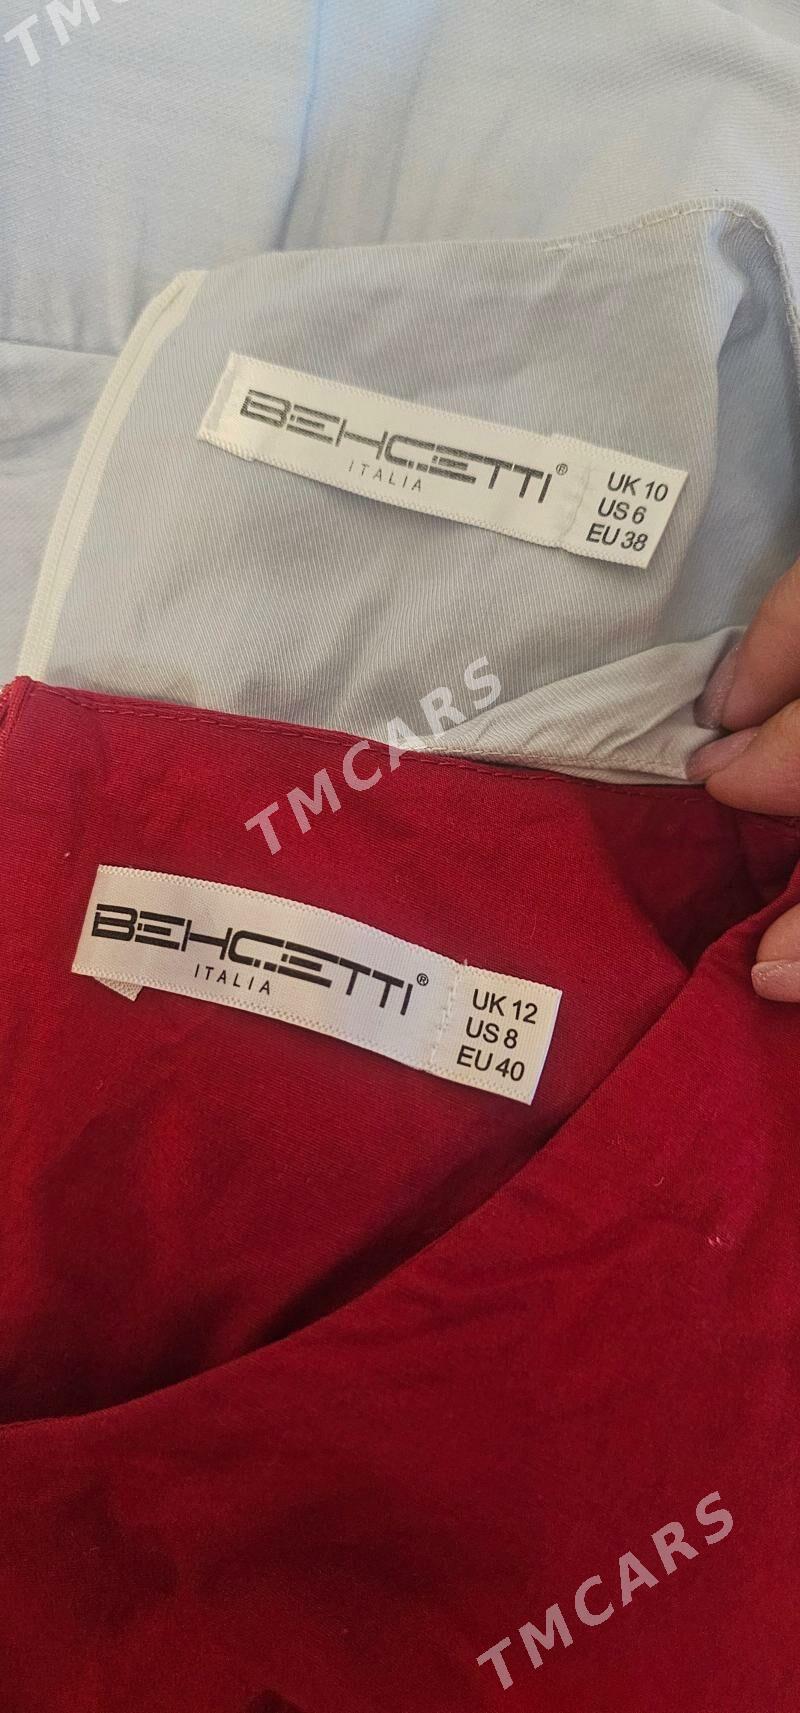 TMCARS
BEHCETTI®
ITALIA
UK 10
US 6
EU 38
TMCARS
BEHCETTI®
ITALIA
UK 12
US 8
EU 40
TMCARS